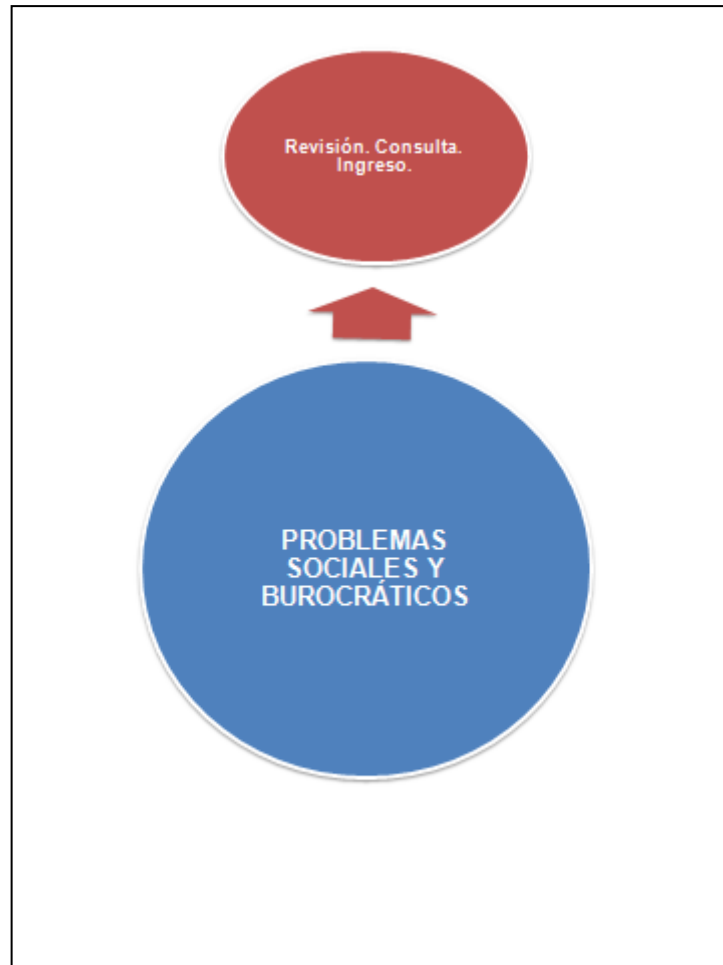 Revisión. Consulta.
Ingreso.
PROBLEMAS
SOCIALES Y
BUROCRÁTICOS